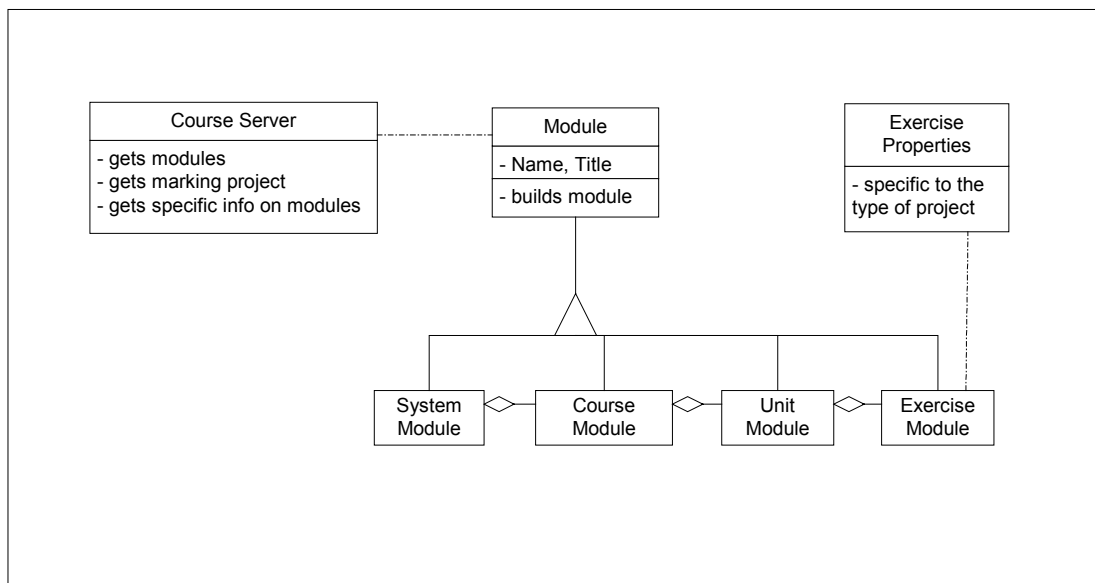 Course Server
- gets modules
- gets marking project
- gets specific info on modules
Module
- Name, Title
- builds module
Exercise
Properties
- specific to the
type of project
System
Module
Course
Module
Unit
Module
Exercise
Module